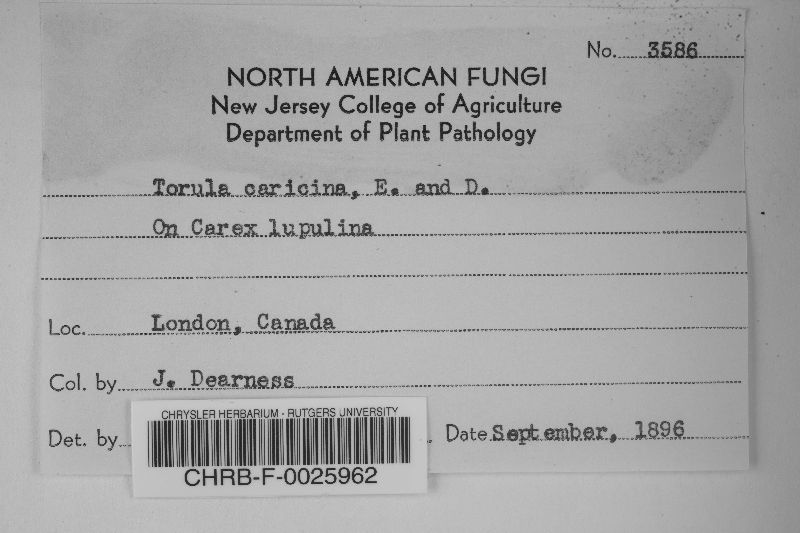 No. 3586
NORTH AMERICAN FUNGI
New Jersey College of Agriculture
Department of Plant Pathology
Torula caricina, E. and D.
On Carex lupulina
Loc. London, Canada
Col. by J. Dearness
Det. by
Date September, 1896
CHRYSLER HERBARIUM - RUTGERS UNIVERSITY
CHRB-F-0025962